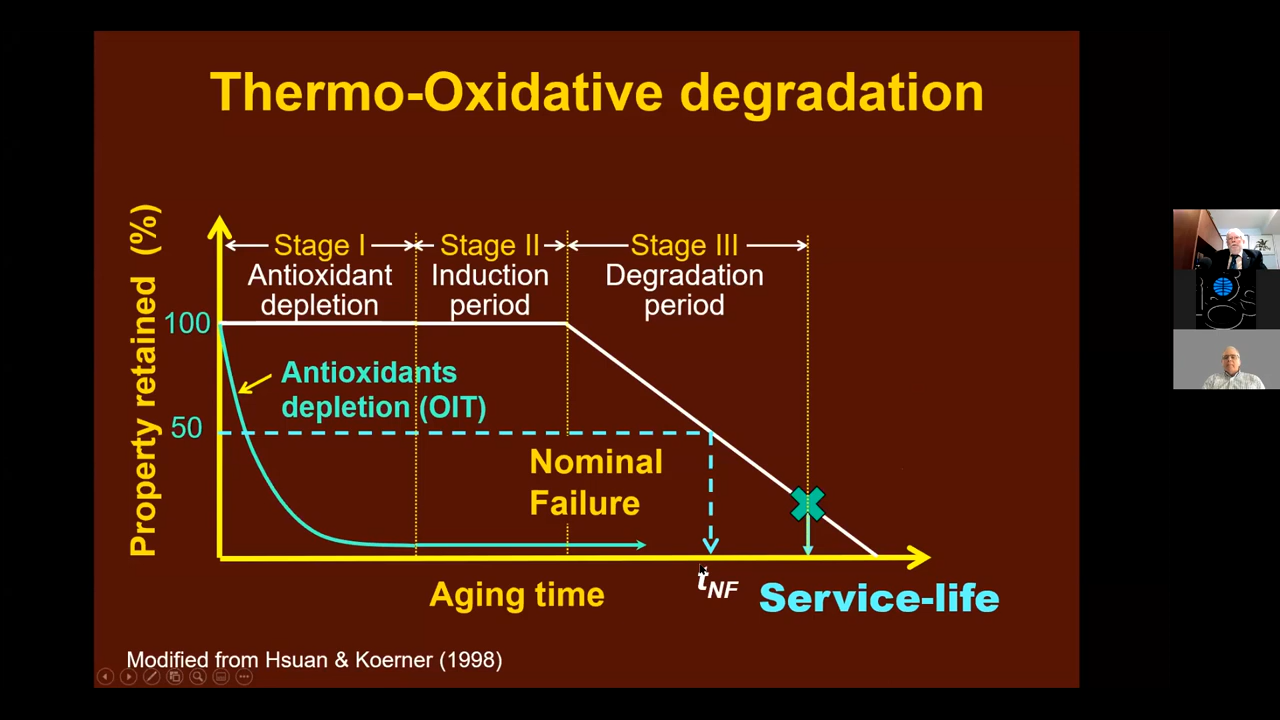 Thermo-Oxidative degradation
Property retained (%)
Stage I
Antioxidant
depletion
Stage II
Induction
period
Stage III
Degradation
period
100
Antioxidants
depletion (OIT)
50
Nominal
Failure
Aging time
tNF
Service-life
Modified from Hsuan & Koerner (1998)